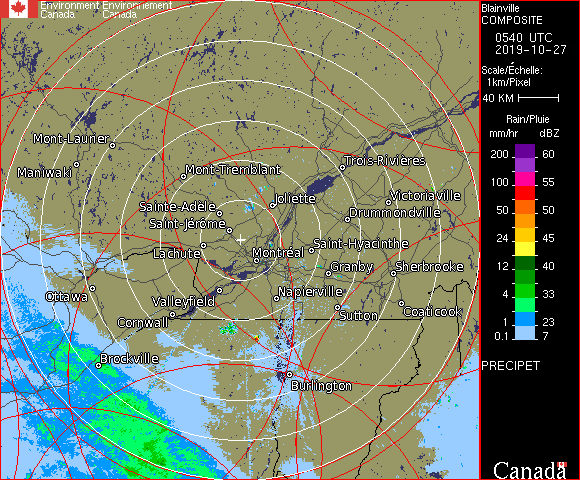 Environment Environnement
Canada Canada
Blainville
COMPOSITE
0540 UTC
2019-10-27
Scale/Échelle:
1km/Pixel
40 KM
Rain/Pluie
mm/hr dBZ
200 60
100 55
50 50
24 45
12 40
4 33
1 23
0.1 7
PRECIPET
Mont-Laurier
Maniwaki
Mont-Tremblant
Trois-Rivières
Joliette
Victoriaville
Sainte-Adèle
Drummondville
Saint-Jérôme
Lachute
Montréal
Saint-Hyacinthe
Granby
Sherbrooke
Ottawa
Valleyfield
Napierville
Cornwall
Sutton
Coaticook
Brockville
Burlington
Canada